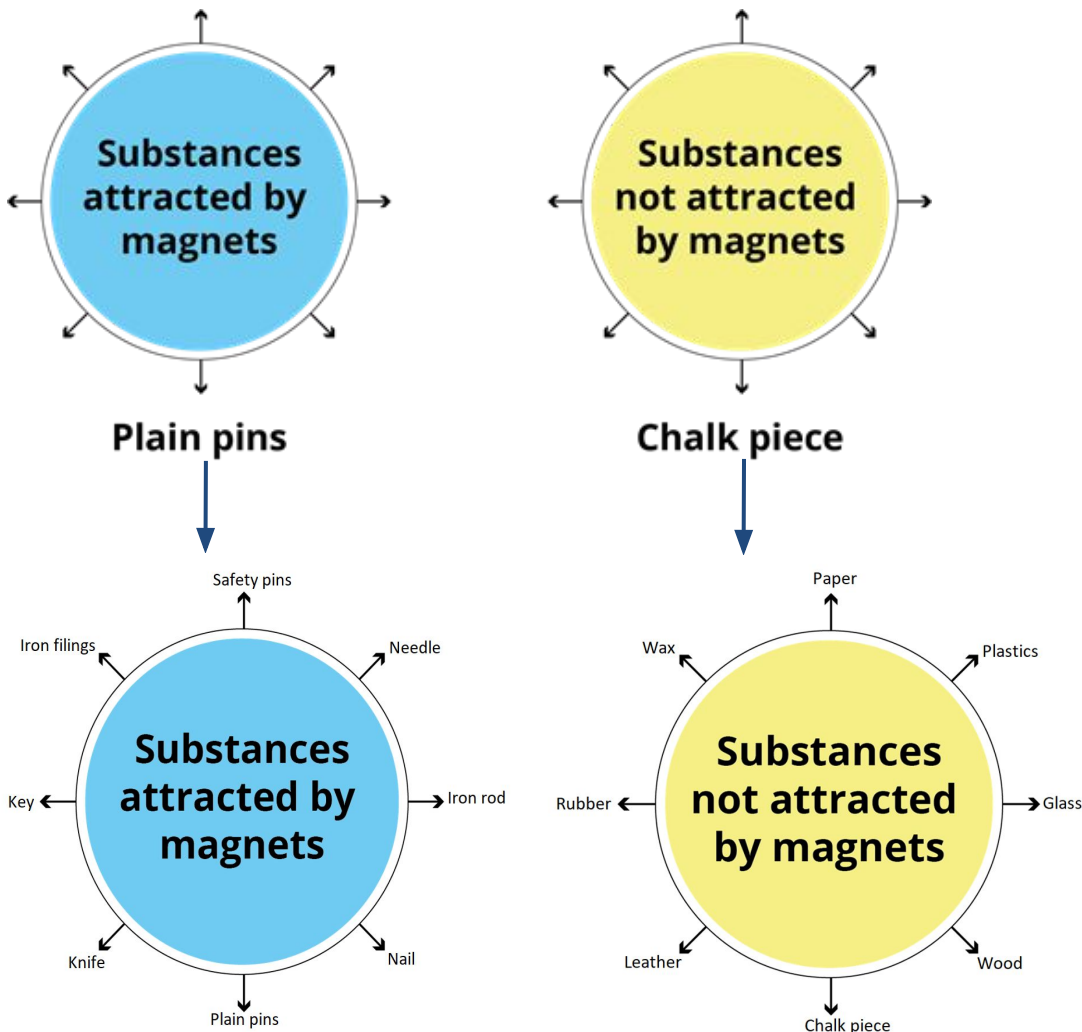 Substances
attracted by
magnets
Substances
not attracted
by magnets
Plain pins
Chalk piece
Safety pins
Iron filings
Needle
Key
Substances
attracted by
magnets
Iron rod
Knife
Nail
Plain pins
Paper
Wax
Plastics
Rubber
Substances
not attracted
by magnets
Glass
Leather
Wood
Chalk piece